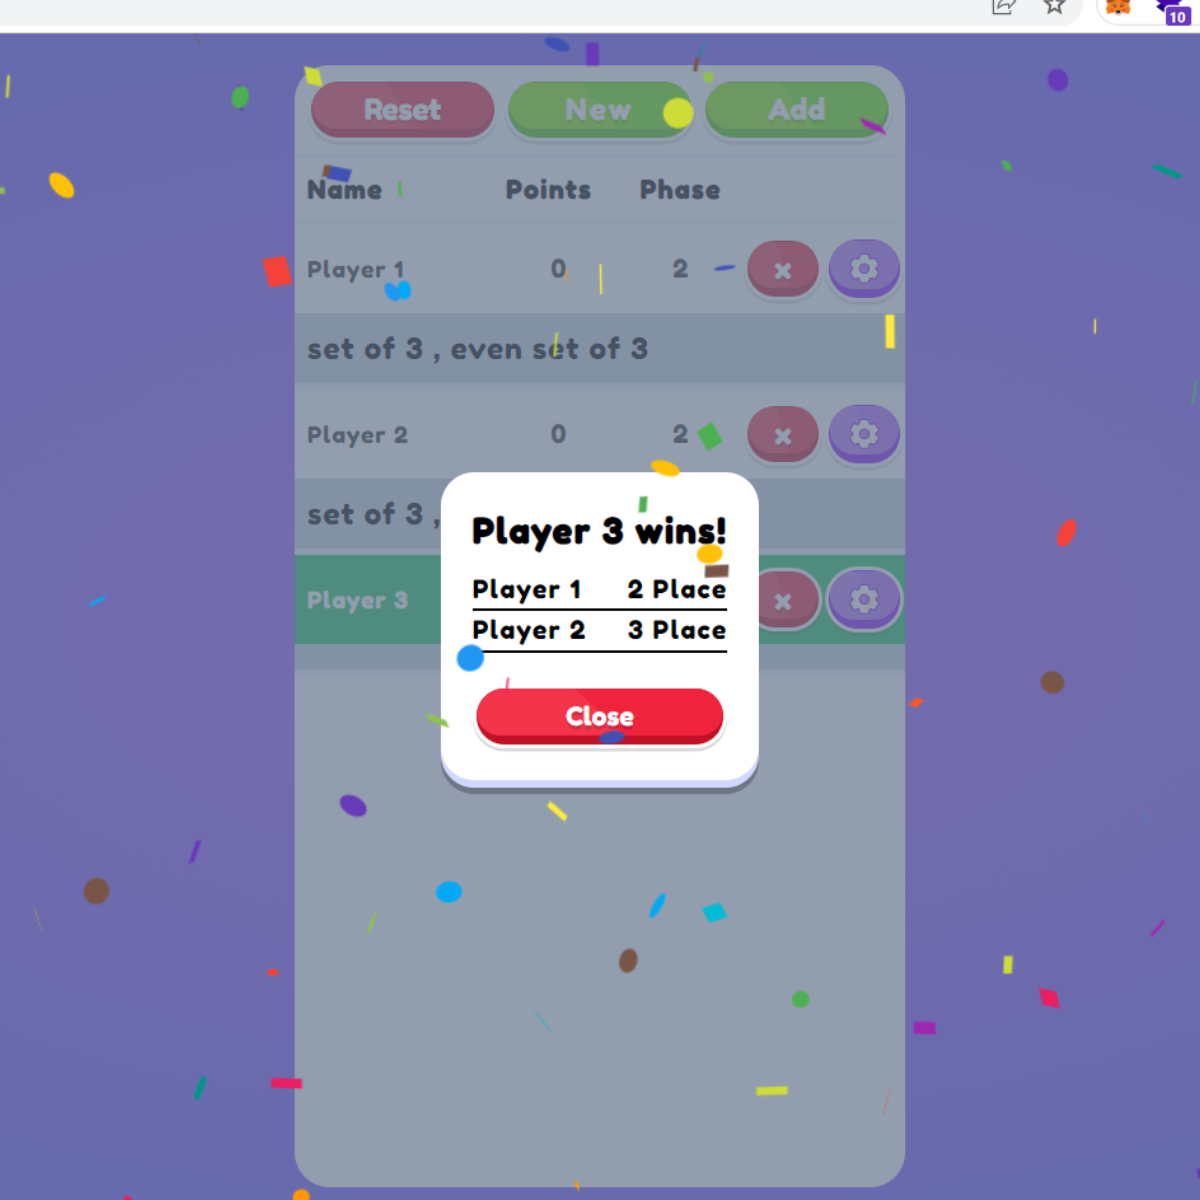 10
Reset New Add
Name Points Phase
Player 1 0 2 x
set of 3 , even set of 3
Player 2 0 2 x
set of 3 ,
Player 3 x
Player 3 wins!
Player 1 2 Place
Player 2 3 Place
Close